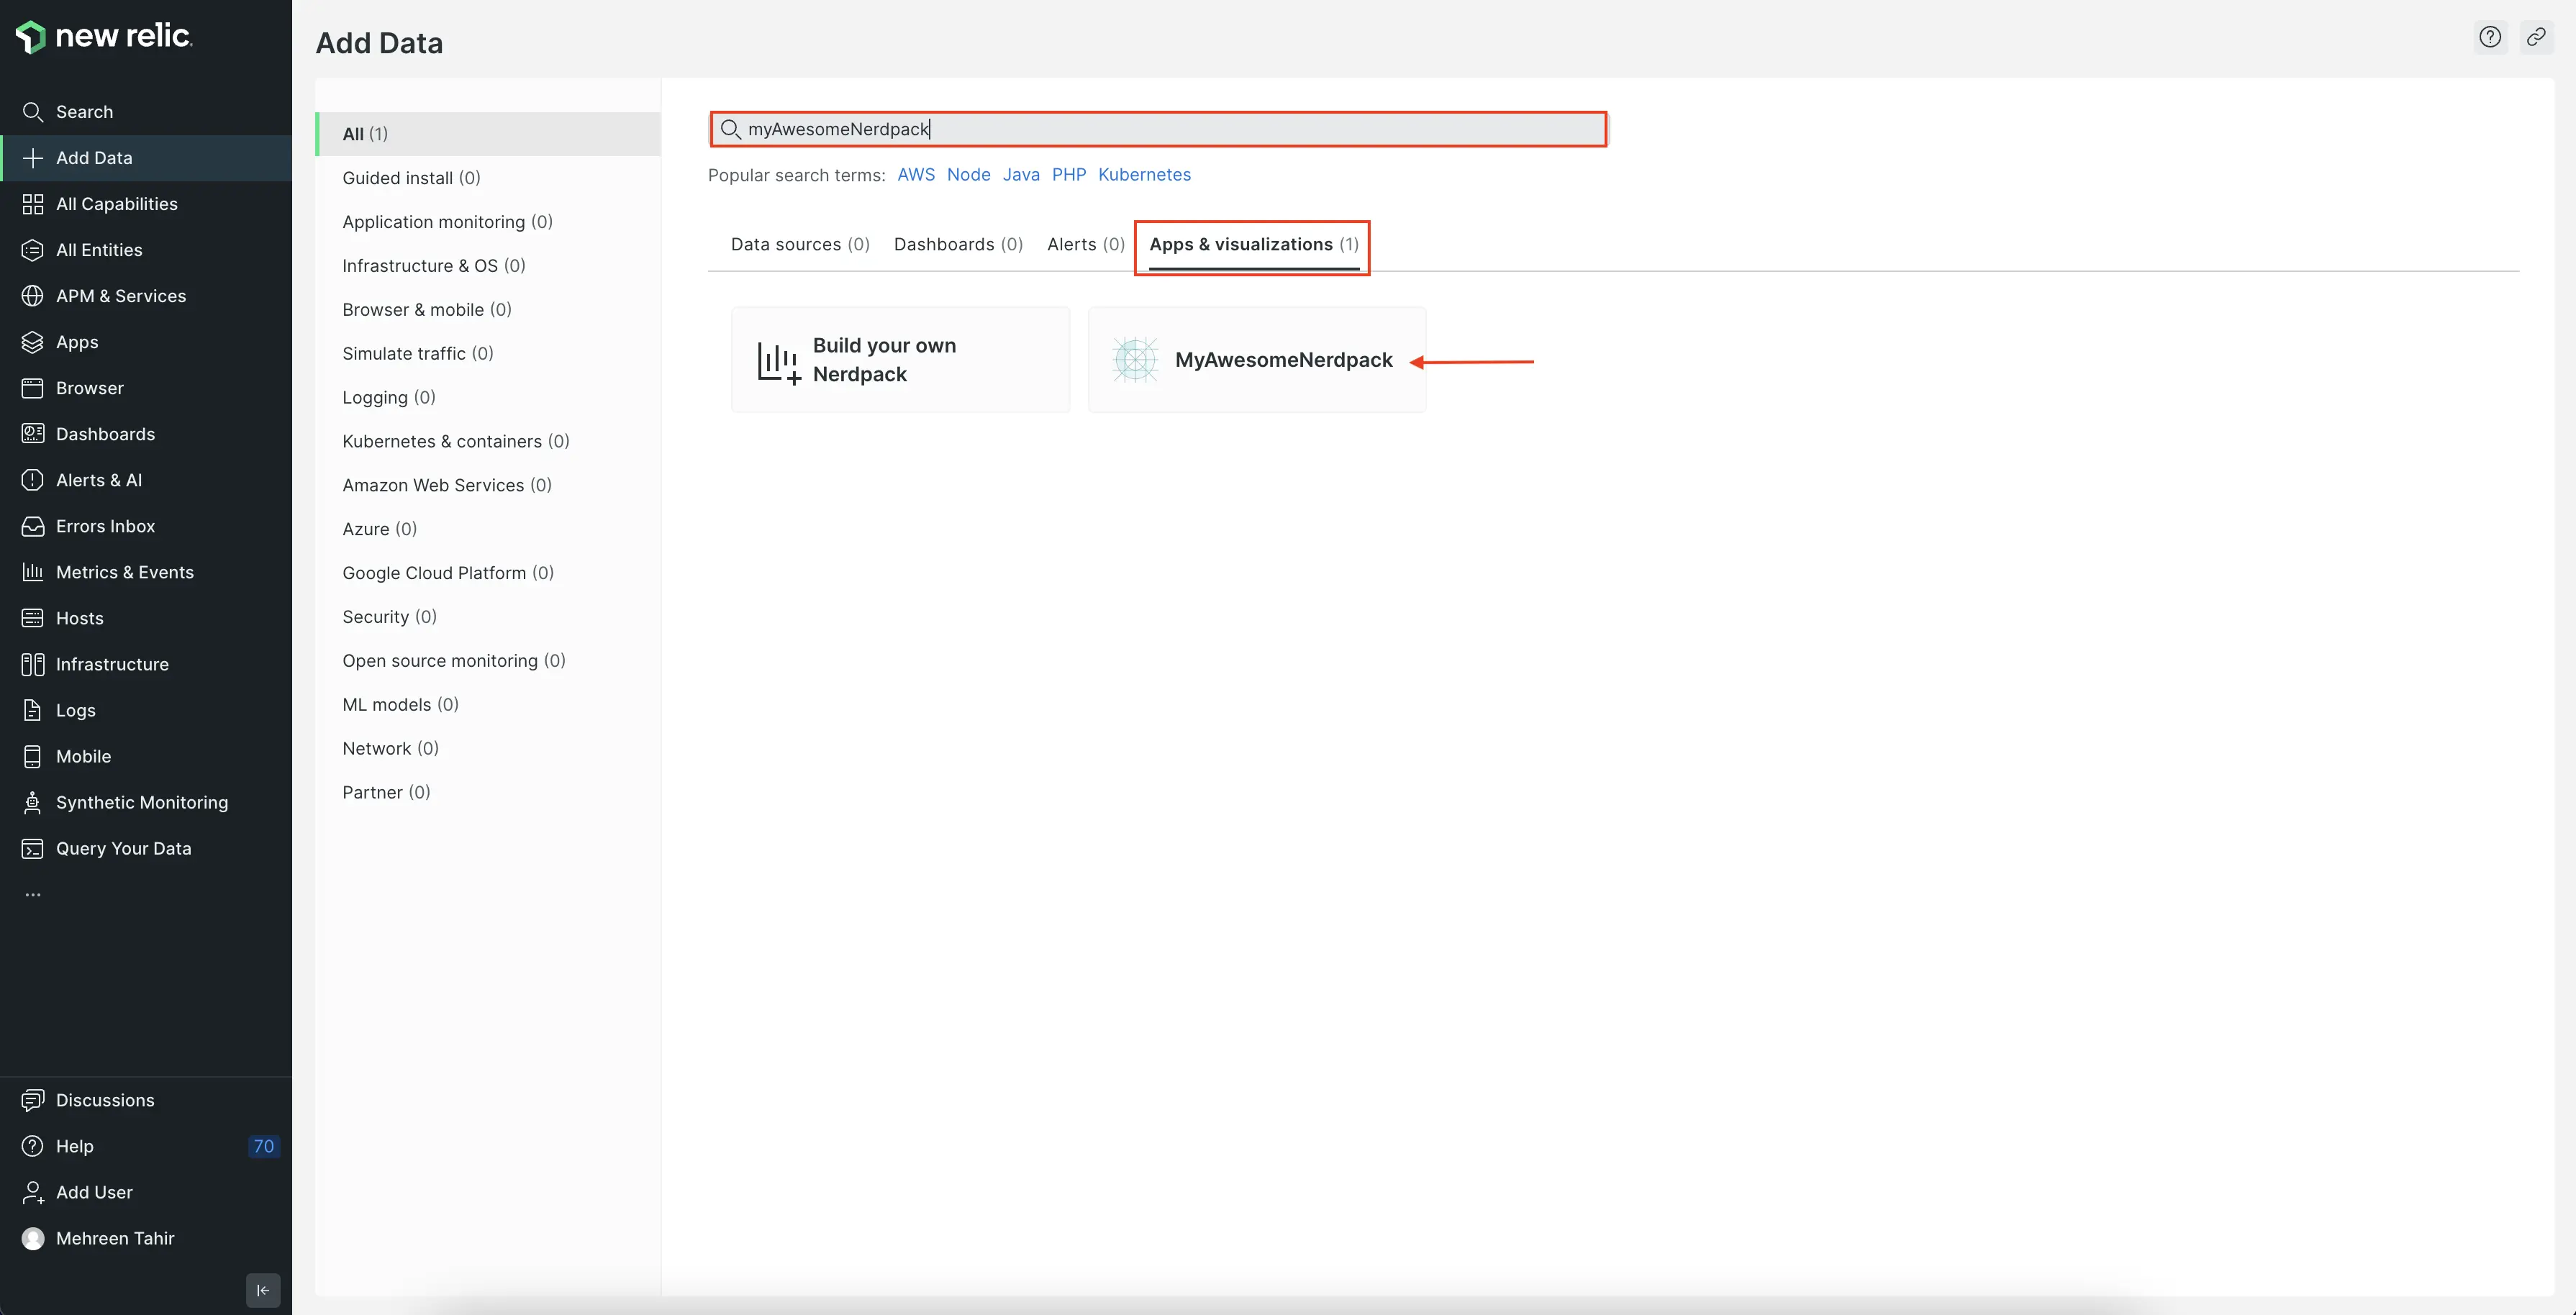 new relic.
Search
Add Data
All Capabilities
All Entities
APM & Services
Apps
Browser
Dashboards
Alerts & AI
Errors Inbox
Metrics & Events
Hosts
Infrastructure
Logs
Mobile
Synthetic Monitoring
Query Your Data
...
Discussions
Help 70
Add User
Mehreen Tahir
Add Data
All (1)
Guided install (0)
Application monitoring (0)
Infrastructure & OS (0)
Browser & mobile (0)
Simulate traffic (0)
Logging (0)
Kubernetes & containers (0)
Amazon Web Services (0)
Azure (0)
Google Cloud Platform (0)
Security (0)
Open source monitoring (0)
ML models (0)
Network (0)
Partner (0)
myAwesomeNerdpack
Popular search terms: AWS Node Java PHP Kubernetes
Data sources (0) Dashboards (0) Alerts (0) Apps & visualizations (1)
Build your own
Nerdpack
MyAwesomeNerdpack